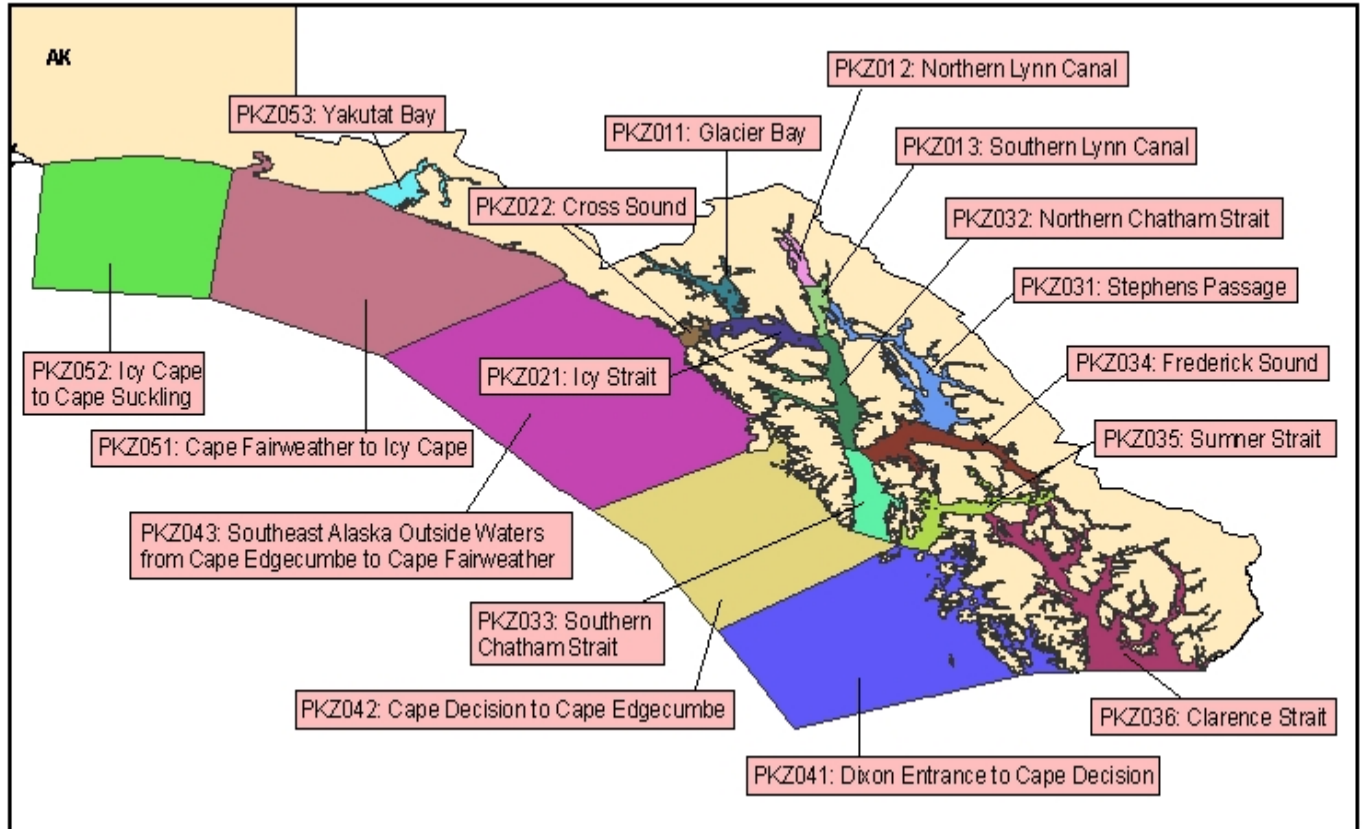 AK
PKZ012: Northern Lynn Canal
PKZ053: Yakutat Bay
PKZ011: Glacier Bay
PKZ013: Southern Lynn Canal
PKZ022: Cross Sound
PKZ032: Northern Chatham Strait
PKZ031: Stephens Passage
PKZ052: Icy Cape
to Cape Suckling
PKZ021: Icy Strait
PKZ034: Frederick Sound
PKZ051: Cape Fairweather to Icy Cape
PKZ035: Sumner Strait
PKZ043: Southeast Alaska Outside Waters
from Cape Edgecumbe to Cape Fairweather
PKZ033: Southern
Chatham Strait
PKZ042: Cape Decision to Cape Edgecumbe
PKZ036: Clarence Strait
PKZ041: Dixon Entrance to Cape Decision